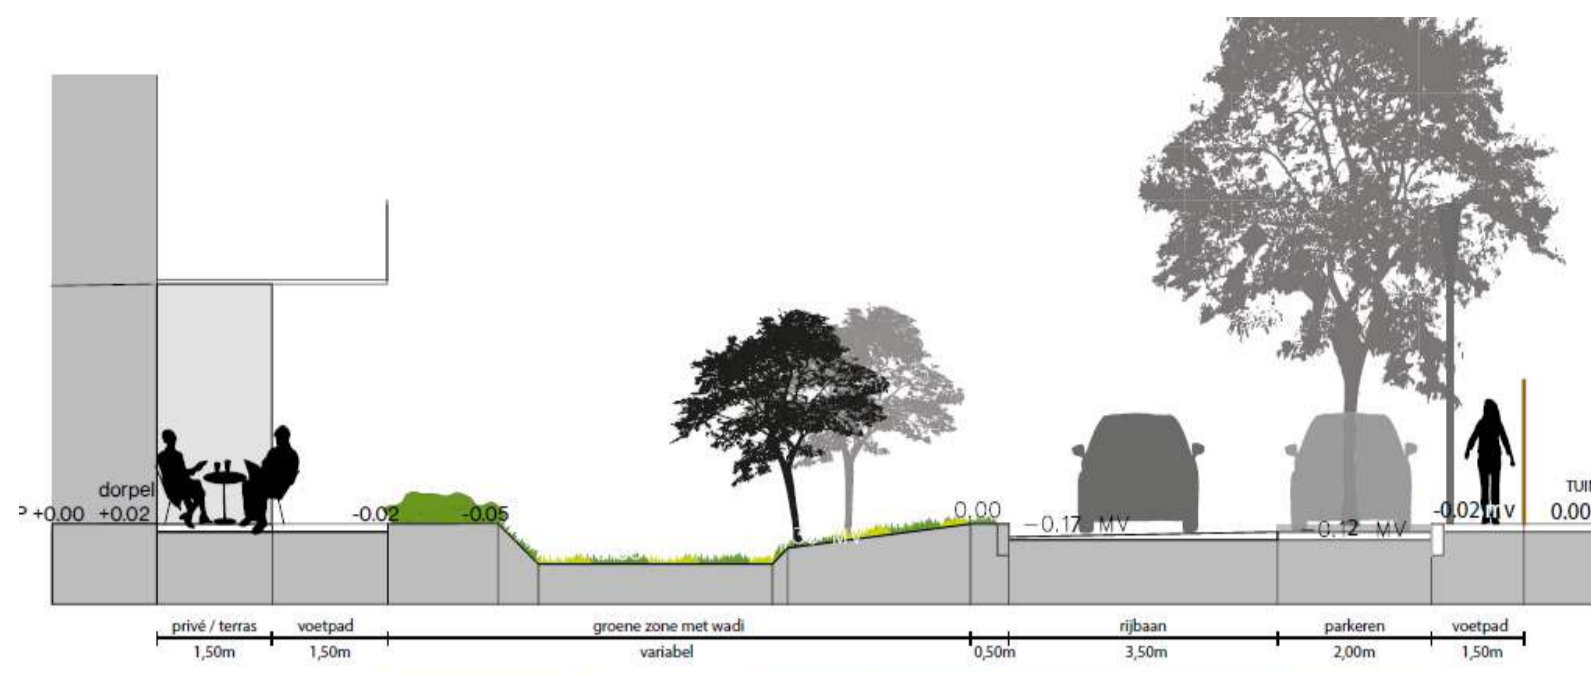 dorpel
TUIN
P +0.00 +0.02 -0.02 -0.05 0.00 -0.02 MV 0.00
-0.17 MV
-0.12 MV
MV
privé / terras voetpad groene zone met wadi rijbaan parkeren voetpad
1,50m 1,50m variabel 0,50m 3,50m 2,00m 1,50m